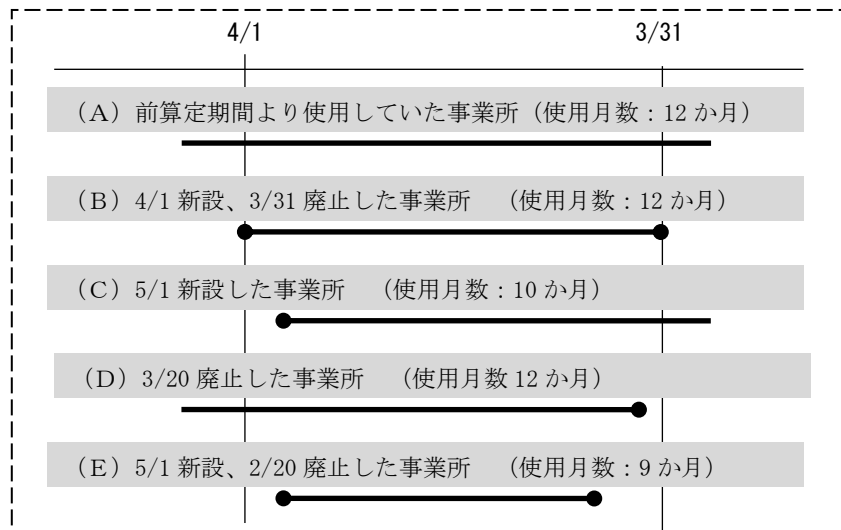 4/1 3/31
（A）前算定期間より使用していた事業所（使用月数：12 か月）
（B）4/1 新設、3/31 廃止した事業所　（使用月数：12 か月）
（C）5/1 新設した事業所　（使用月数：10 か月）
（D）3/20 廃止した事業所　（使用月数 12 か月）
（E）5/1 新設、2/20 廃止した事業所　（使用月数：9 か月）